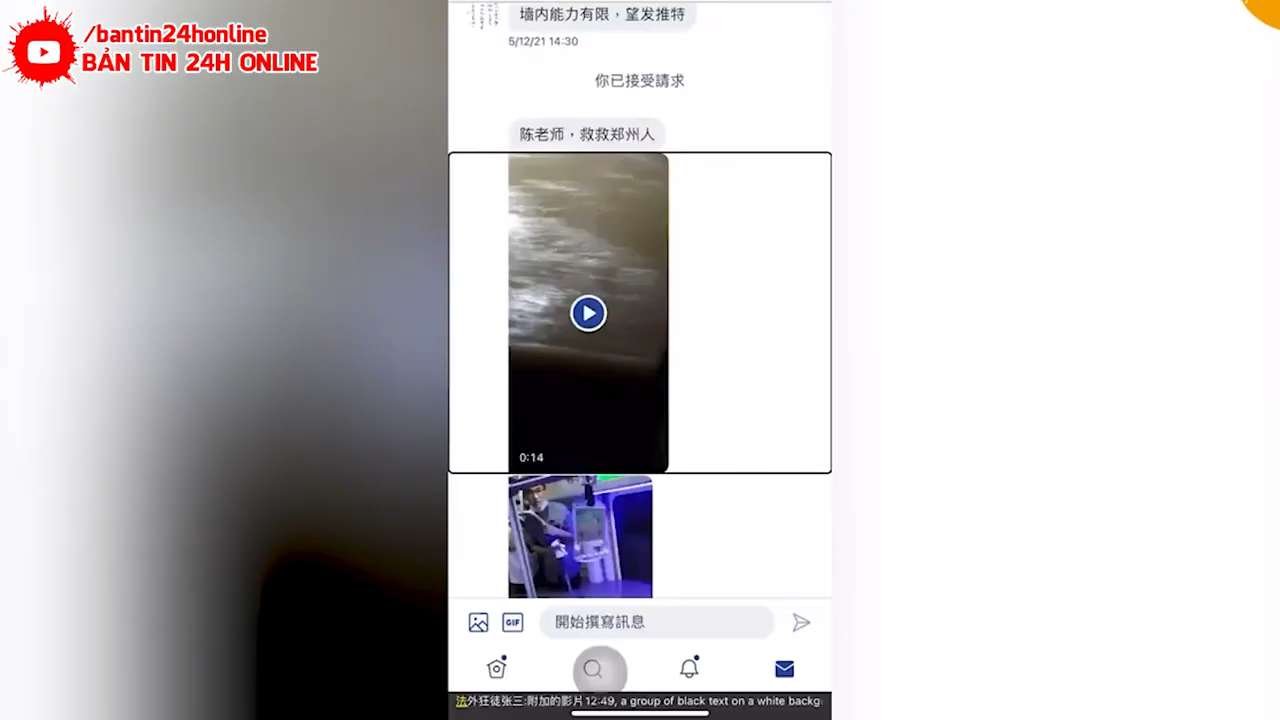 /bantin24honline
BẢN TIN 24H ONLINE
墙内能力有限，望发推特
5/12/21 14:30
你已接受請求
陈老师，救救郑州人
0:14
GIF
開始撰寫訊息
法外狂徒张三:附加的影片12:49, a group of black text on a white backg